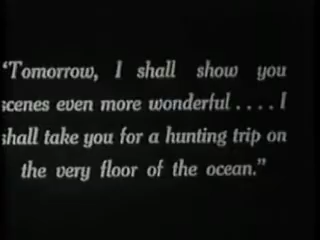 "Tomorrow, I shall show you
scenes even more wonderful . . . . I
shall take you for a hunting trip on
the very floor of the ocean."